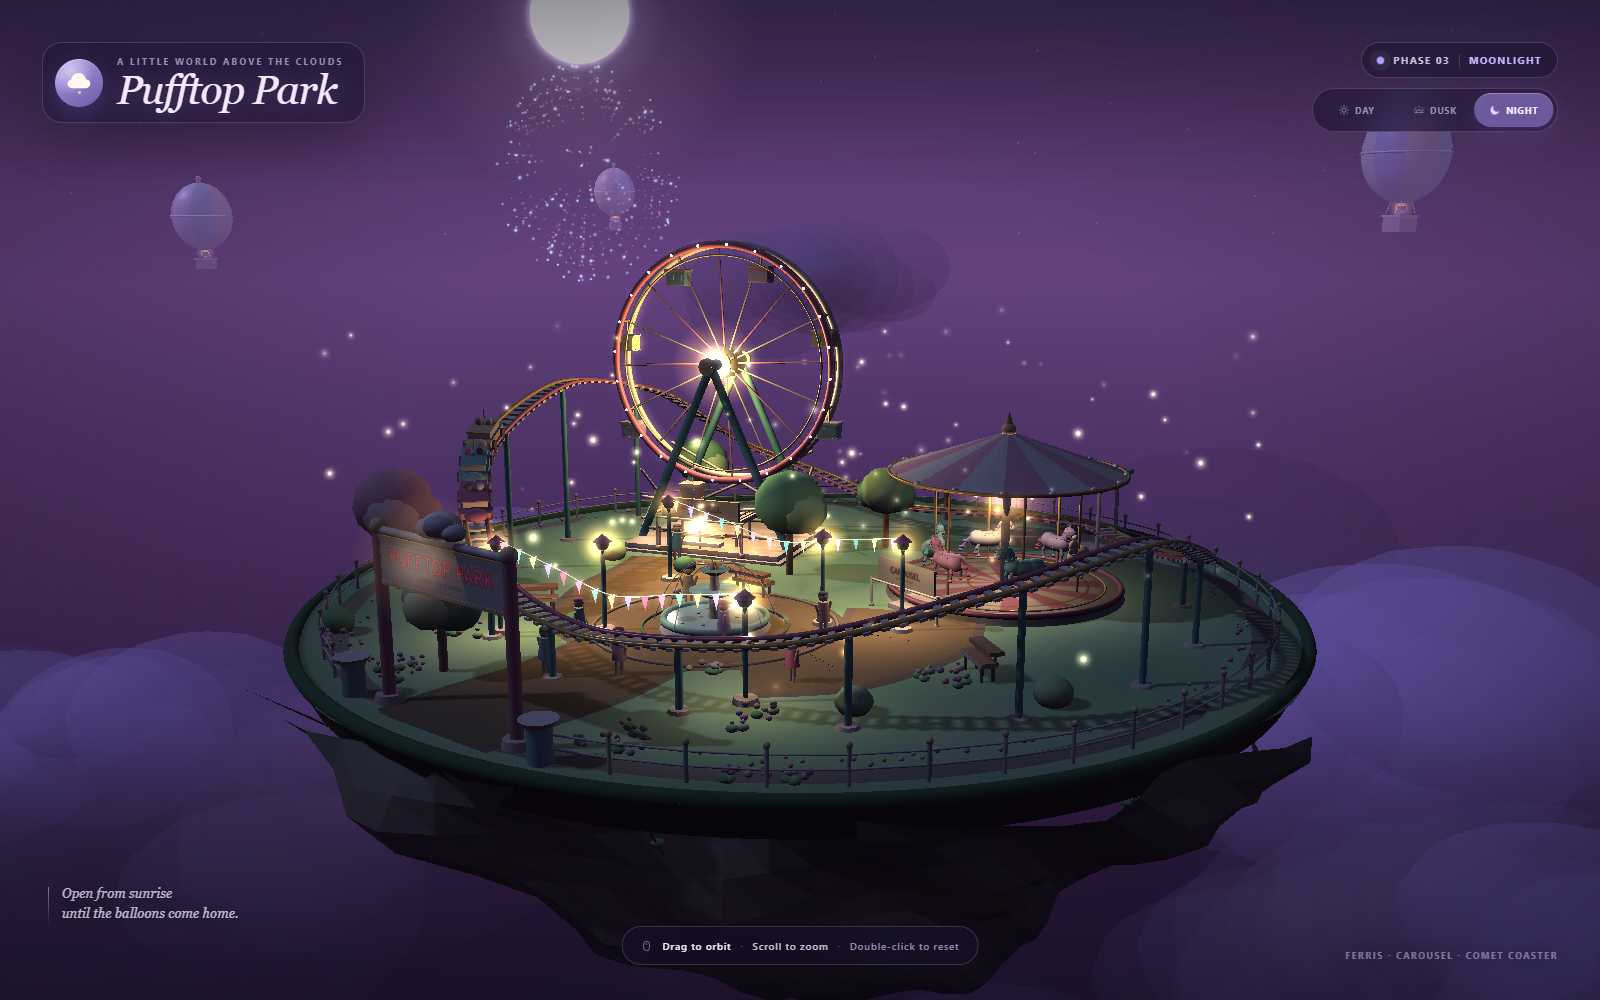 A LITTLE WORLD ABOVE THE CLOUDS
Pufftop Park
PHASE 03 | MOONLIGHT
DAY DUSK NIGHT
PUFFTOP PARK
CAROUSEL
Open from sunrise
until the balloons come home.
Drag to orbit · Scroll to zoom · Double-click to reset
FERRIS · CAROUSEL · COMET COASTER